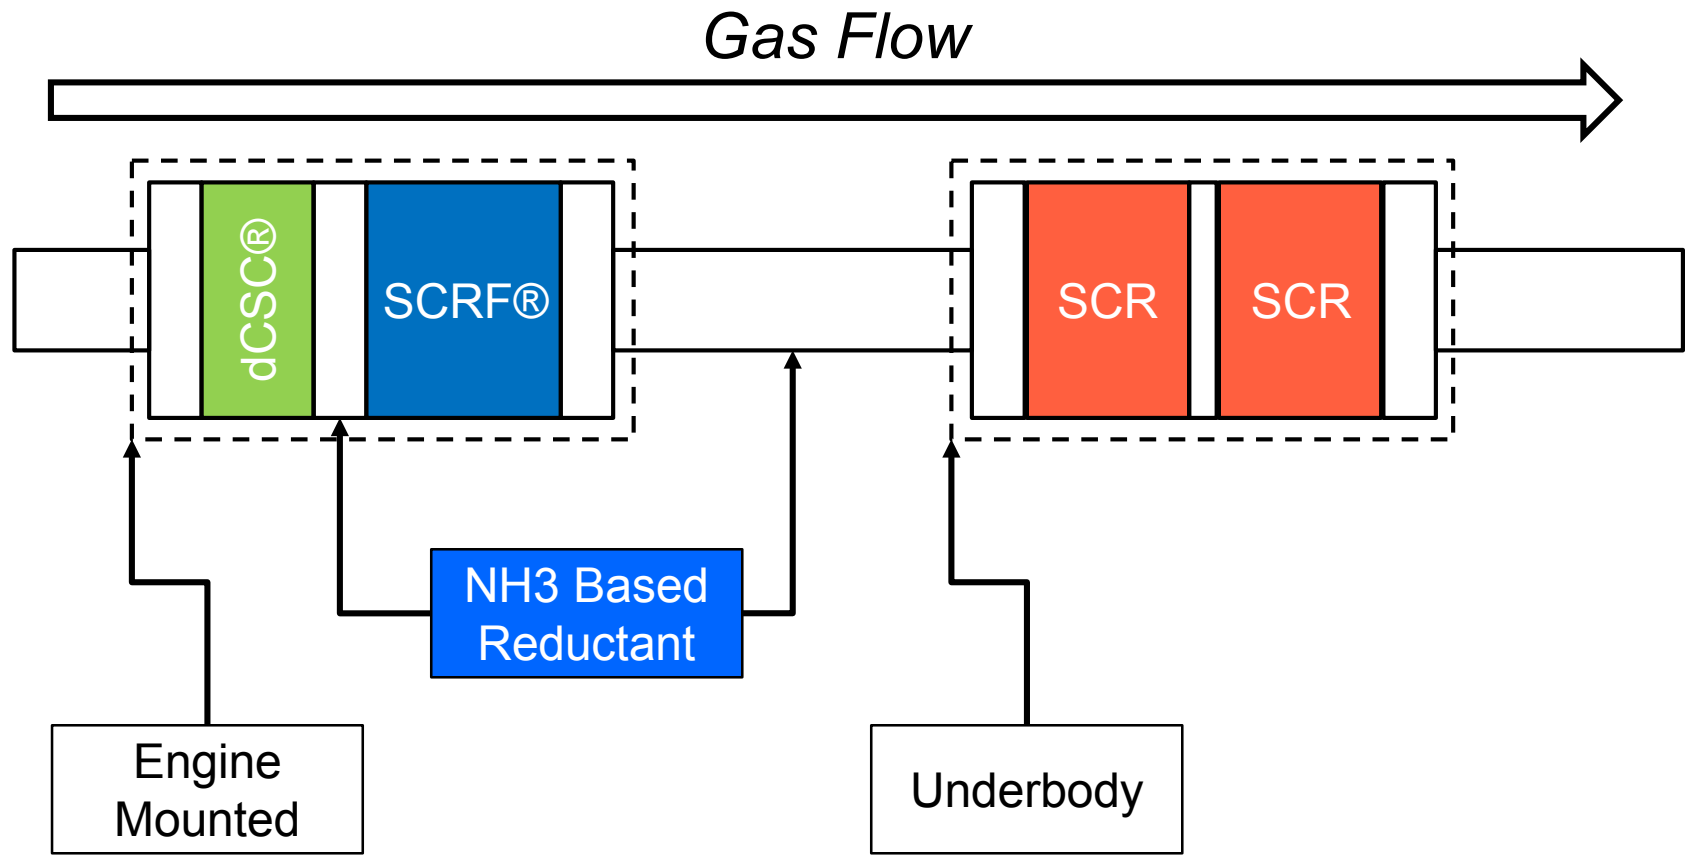 Gas Flow
dCSC®
SCRF®
SCR
SCR
NH3 Based
Reductant
Engine
Mounted
Underbody